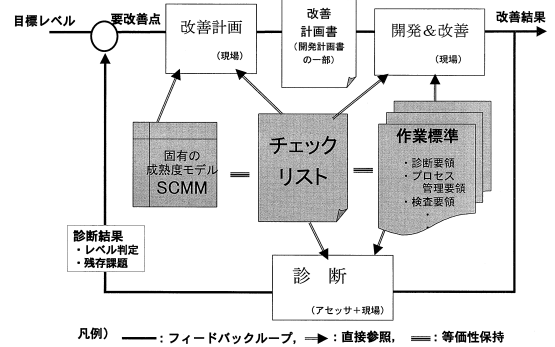 目標レベル
要改善点
改善計画
(現場)
改善
計画書
(開発計画書
の一部)
開発＆改善
(現場)
改善結果
固有の
成熟度モデル
SCMM
チェック
リスト
作業標準
・診断要領
・プロセス
管理要領
・検査要領
・
・
診断結果
・レベル判定
・残存課題
診 断
(アセッサ＋現場)
凡例) : フィードバックループ, : 直接参照, : 等価性保持